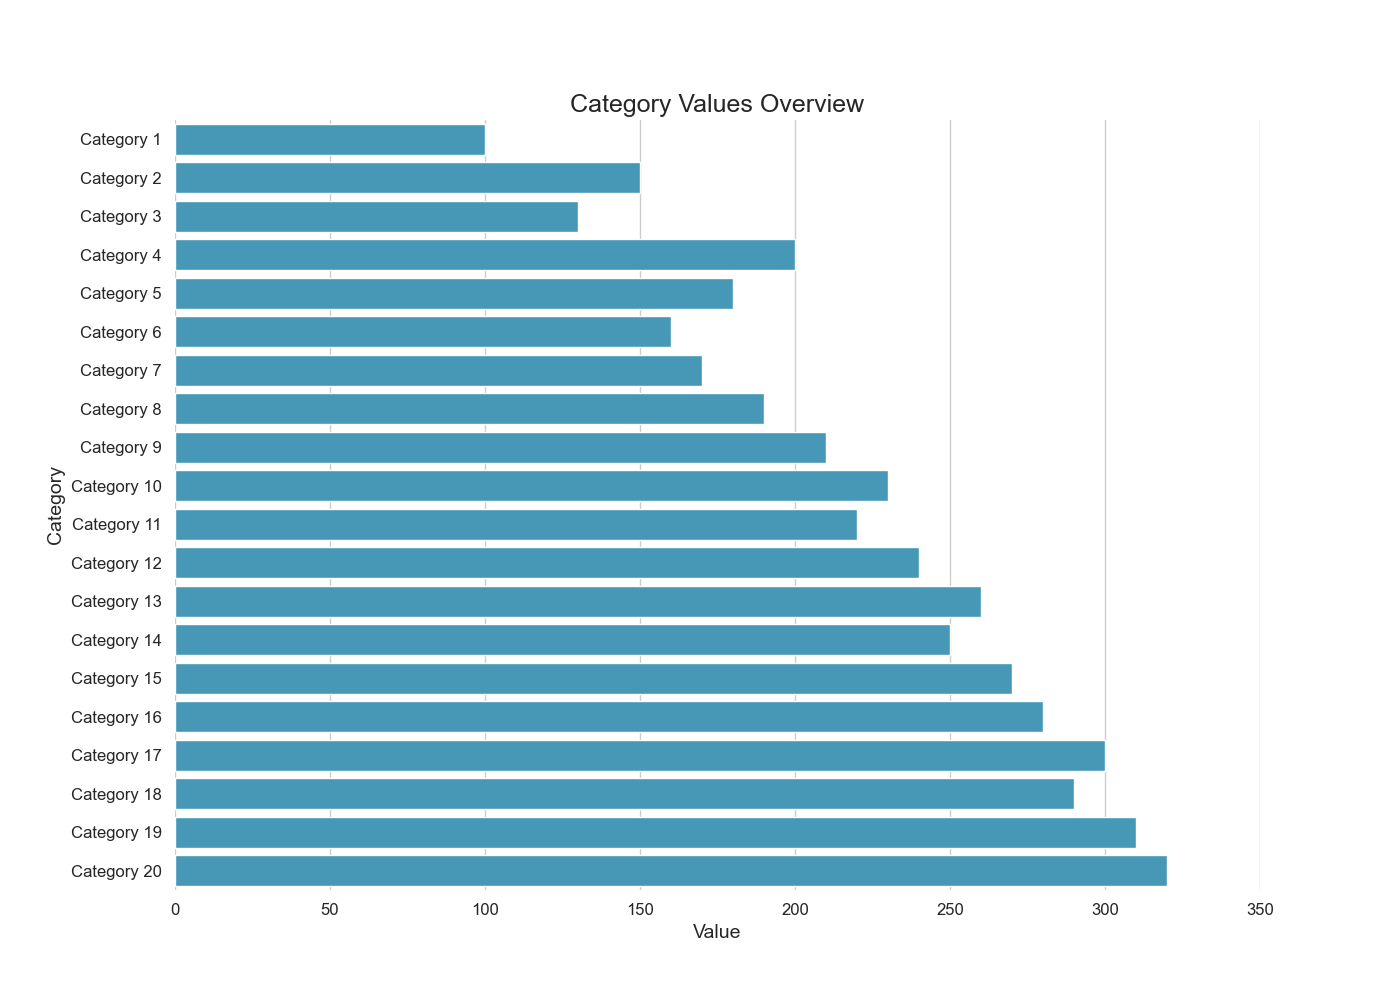 Category Values Overview
Category
Category 1
Category 2
Category 3
Category 4
Category 5
Category 6
Category 7
Category 8
Category 9
Category 10
Category 11
Category 12
Category 13
Category 14
Category 15
Category 16
Category 17
Category 18
Category 19
Category 20
0 50 100 150 200 250 300 350
Value